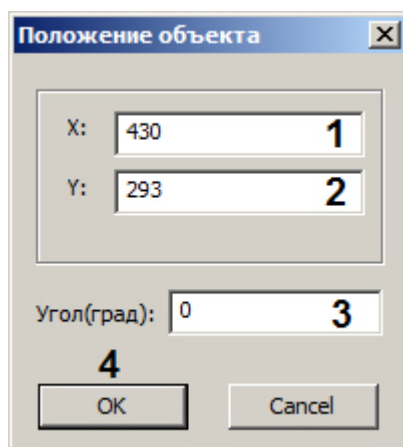 Положение объекта
X: 430 1
Y: 293 2
Угол(град): 0 3
4
OK Cancel